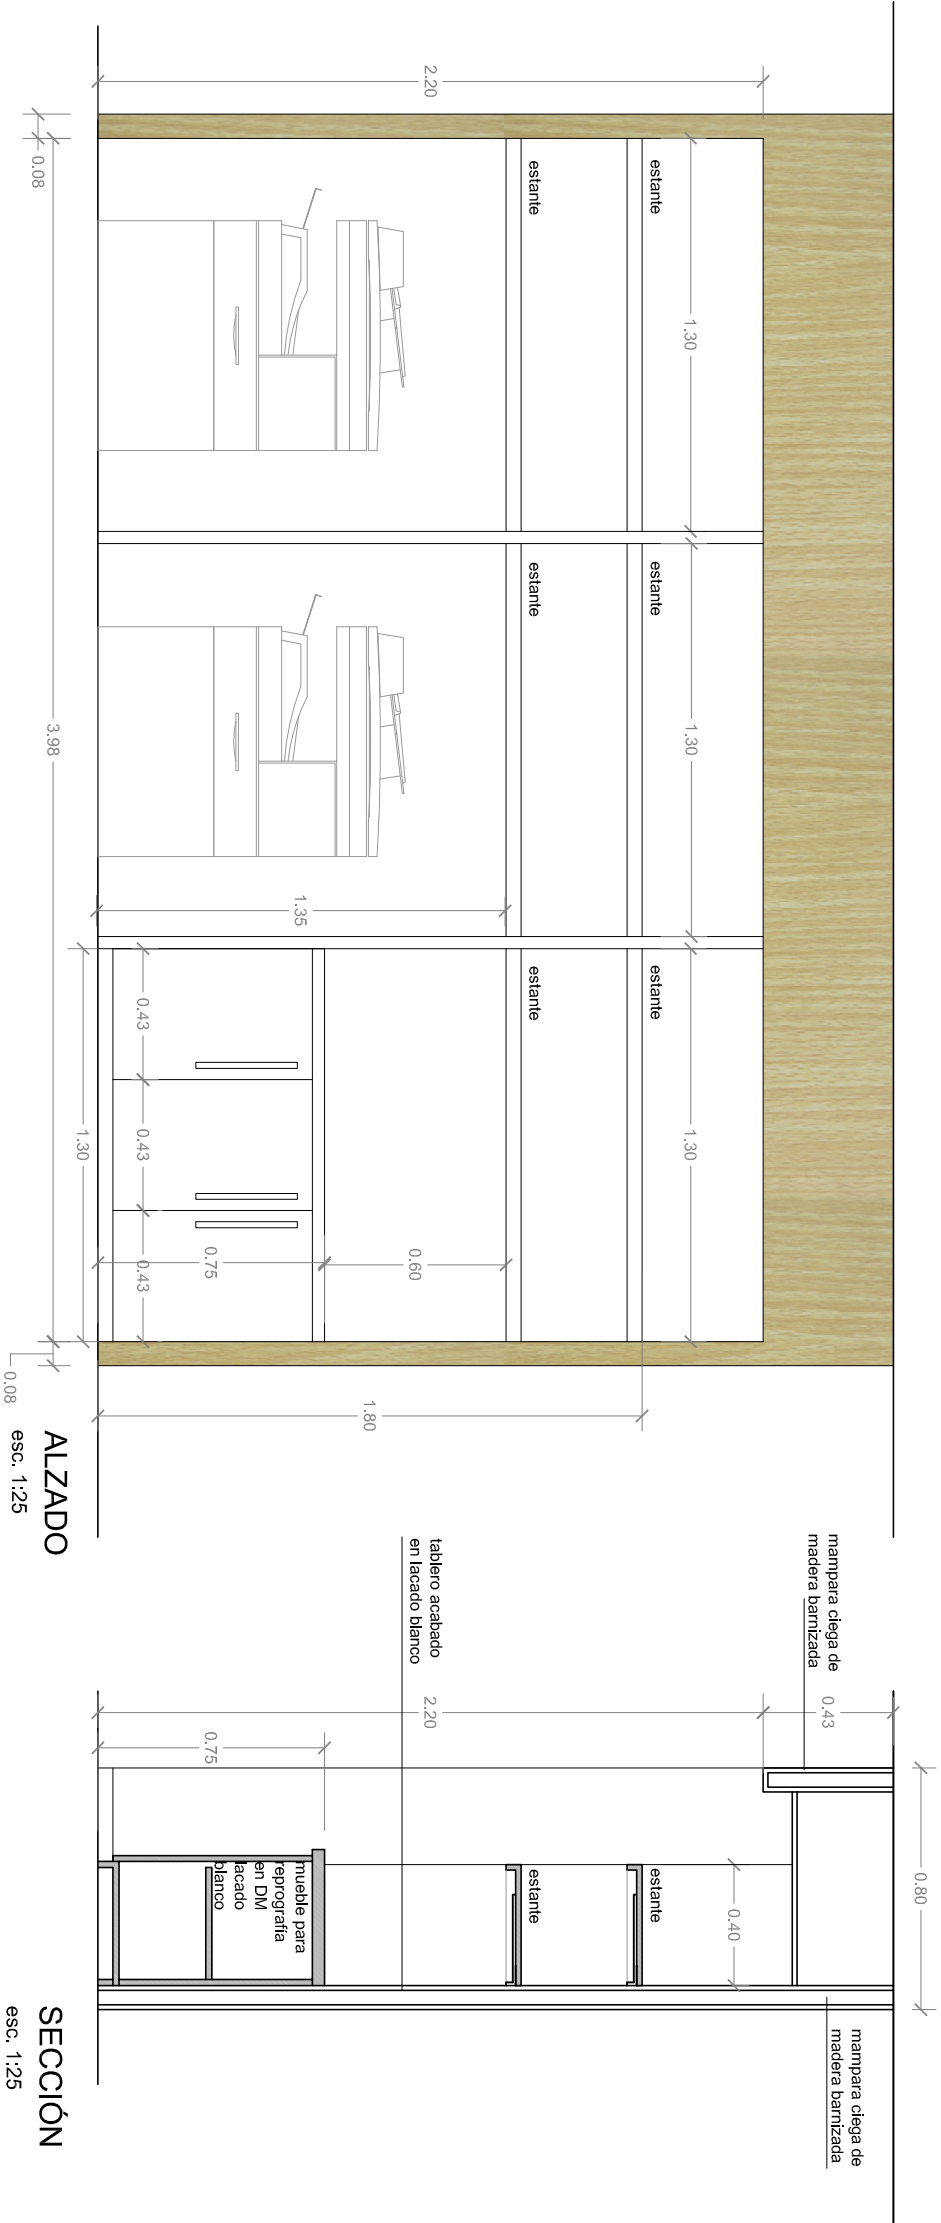 2.20
0.08
estante
estante
1.30
estante
estante
1.30
3.98
1.35
estante
estante
1.30
0.43
0.43
0.43
1.30
0.75
0.60
0.08
1.80
ALZADO
esc. 1:25
mampara ciega de
madera barnizada
tablero acabado
en lacado blanco
0.43
2.20
0.75
0.80
estante
estante
0.40
mueble para
reprografía
en DM
lacado
blanco
mampara ciega de
madera barnizada
SECCIÓN
esc. 1:25